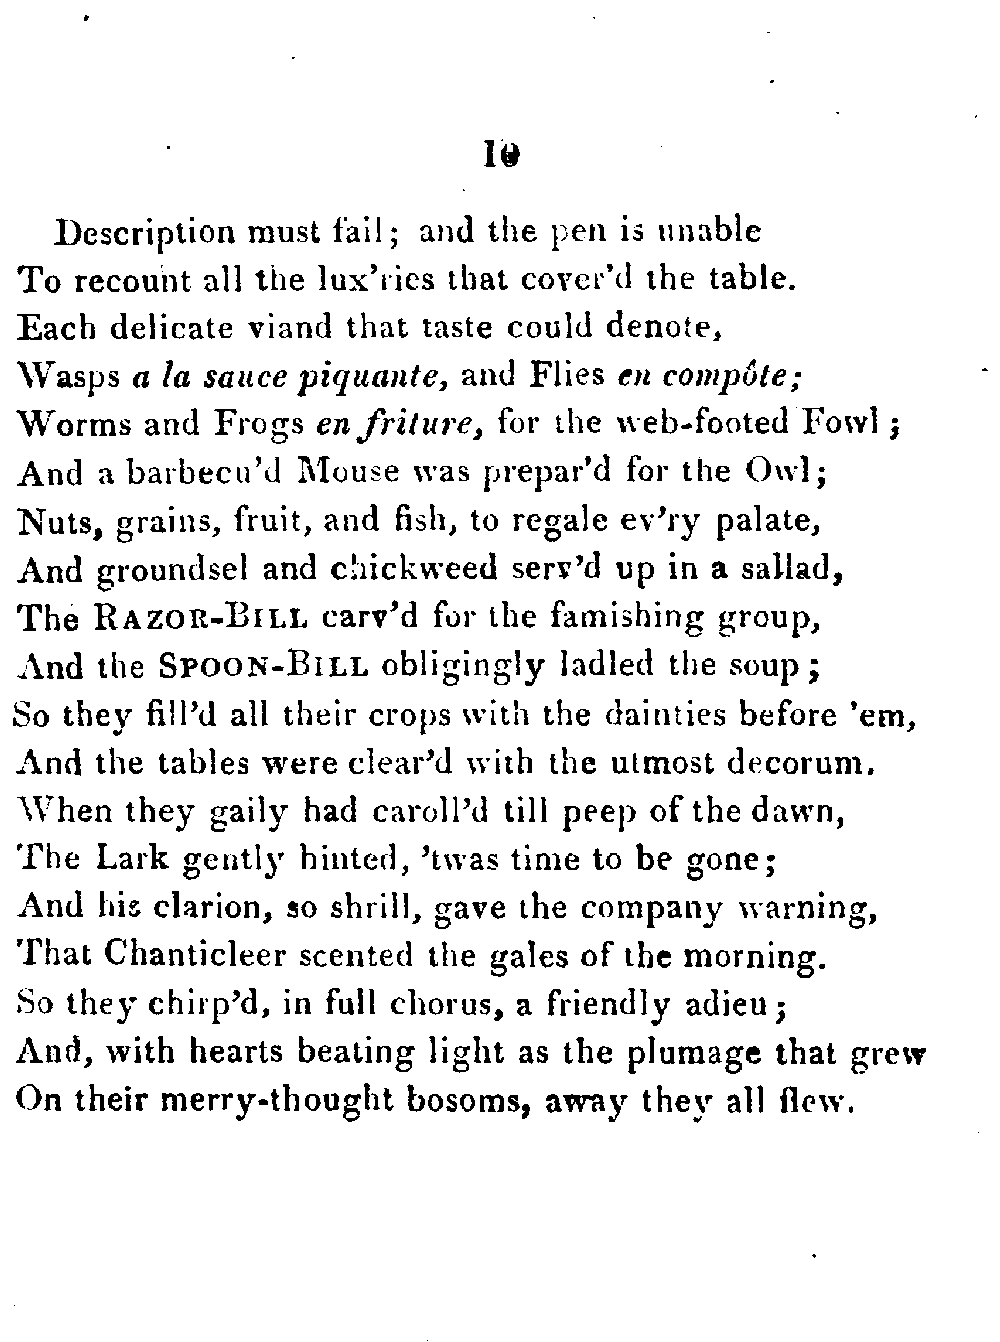 10
Description must fail; and the pen is unable
To recount all the lux'ries that cover'd the table.
Each delicate viand that taste could denote,
Wasps a la sauce piquante, and Flies en compôte;
Worms and Frogs en friture, for the web-footed Fowl;
And a barbecu'd Mouse was prepar'd for the Owl;
Nuts, grains, fruit, and fish, to regale ev'ry palate,
And groundsel and chickweed serv'd up in a sallad,
The RAZOR-BILL carv'd for the famishing group,
And the SPOON-BILL obligingly ladled the soup;
So they fill'd all their crops with the dainties before 'em,
And the tables were clear'd with the utmost decorum.
When they gaily had caroll'd till peep of the dawn,
The Lark gently hinted, 'twas time to be gone;
And his clarion, so shrill, gave the company warning,
That Chanticleer scented the gales of the morning.
So they chirp'd, in full chorus, a friendly adieu;
And, with hearts beating light as the plumage that grew
On their merry-thought bosoms, away they all flew.